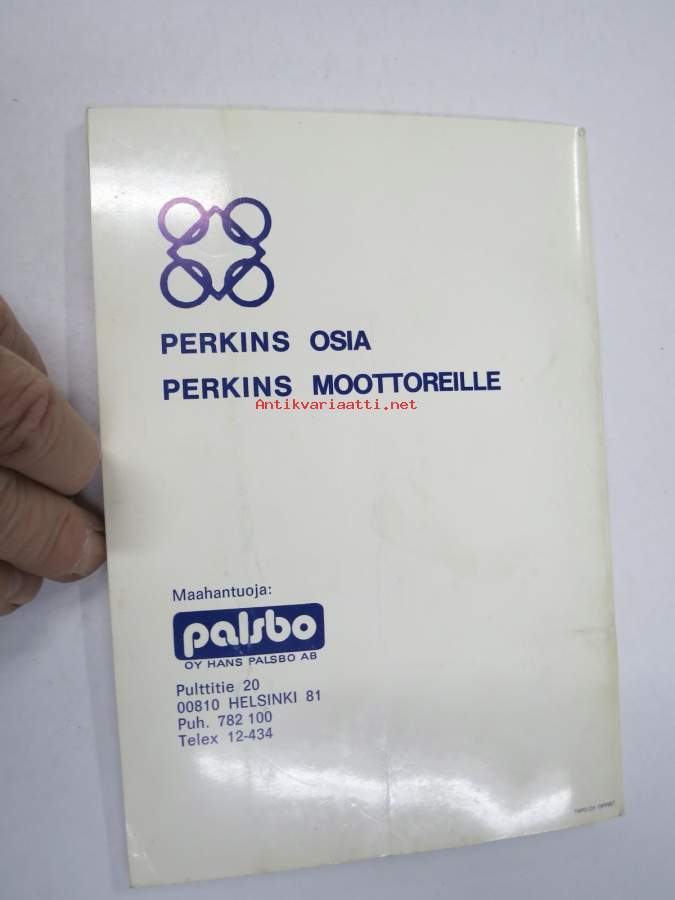 PERKINS OSIA
PERKINS MOOTTOREILLE
Antikvariaatti.net
Maahantuoja:
palsbo
OY HANS PALSBO AB
Pulttitie 20
00810 HELSINKI 81
Puh. 782 100
Telex 12-434